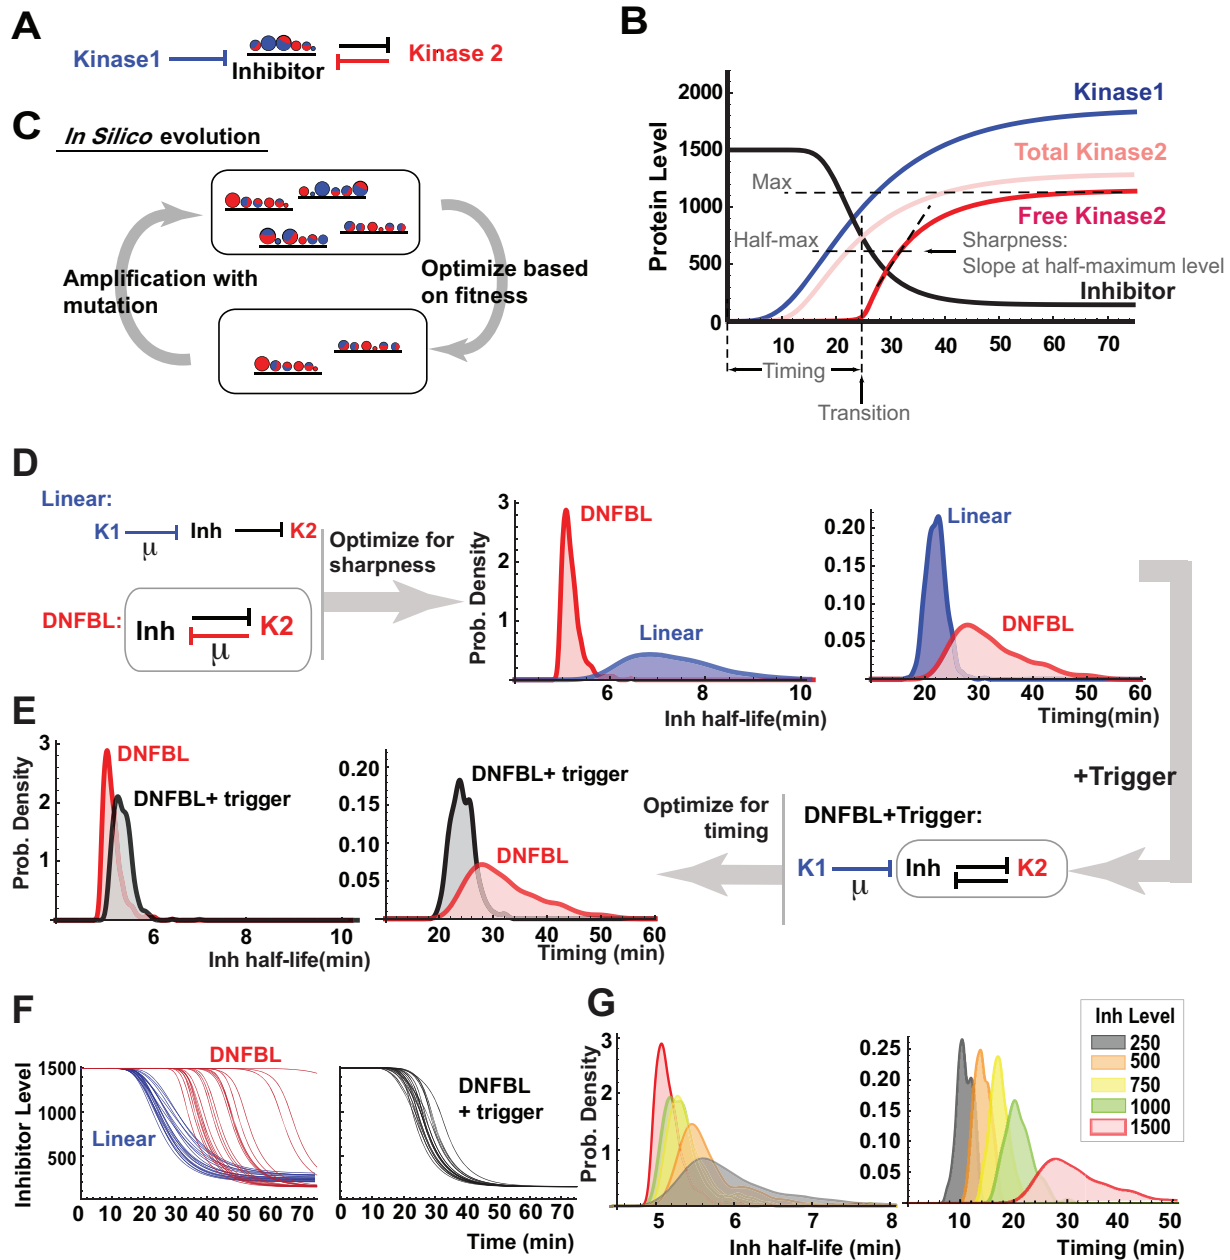 A
Kinase1
Inhibitor
Kinase 2
B
Protein Level
2000
1500
1000
500
0
Kinase1
Total Kinase2
Max
Free Kinase2
Half-max
Sharpness:
Slope at half-maximum level
Inhibitor
10 20 30 40 50 60 70
Timing
Transition
C
In Silico evolution
Amplification with
mutation
Optimize based
on fitness
D
Linear:
K1 Inh K2
μ
DNFBL:
Inh K2
μ
Optimize for
sharpness
Prob. Density
3
2
1
DNFBL
Linear
6 8 10
Inh half-life(min)
0.20
0.15
0.10
0.05
Linear
DNFBL
20 30 40 50 60
Timing(min)
+Trigger
E
Prob. Density
3
2
1
DNFBL
DNFBL+ trigger
6 8 10
Inh half-life(min)
0.20
0.15
0.10
0.05
DNFBL+ trigger
DNFBL
20 30 40 50 60
Timing (min)
Optimize for
timing
DNFBL+Trigger:
K1 Inh K2
μ
F
Inhibitor Level
1500
1000
500
DNFBL
Linear
0 10 20 30 40 50 60 70
DNFBL
+ trigger
0 10 20 30 40 50 60 70
Time (min)
G
Prob. Density
3
2
1
5 6 7 8
Inh half-life(min)
0.25
0.20
0.15
0.10
0.05
10 20 30 40 50
Timing (min)
Inh Level
250
500
750
1000
1500